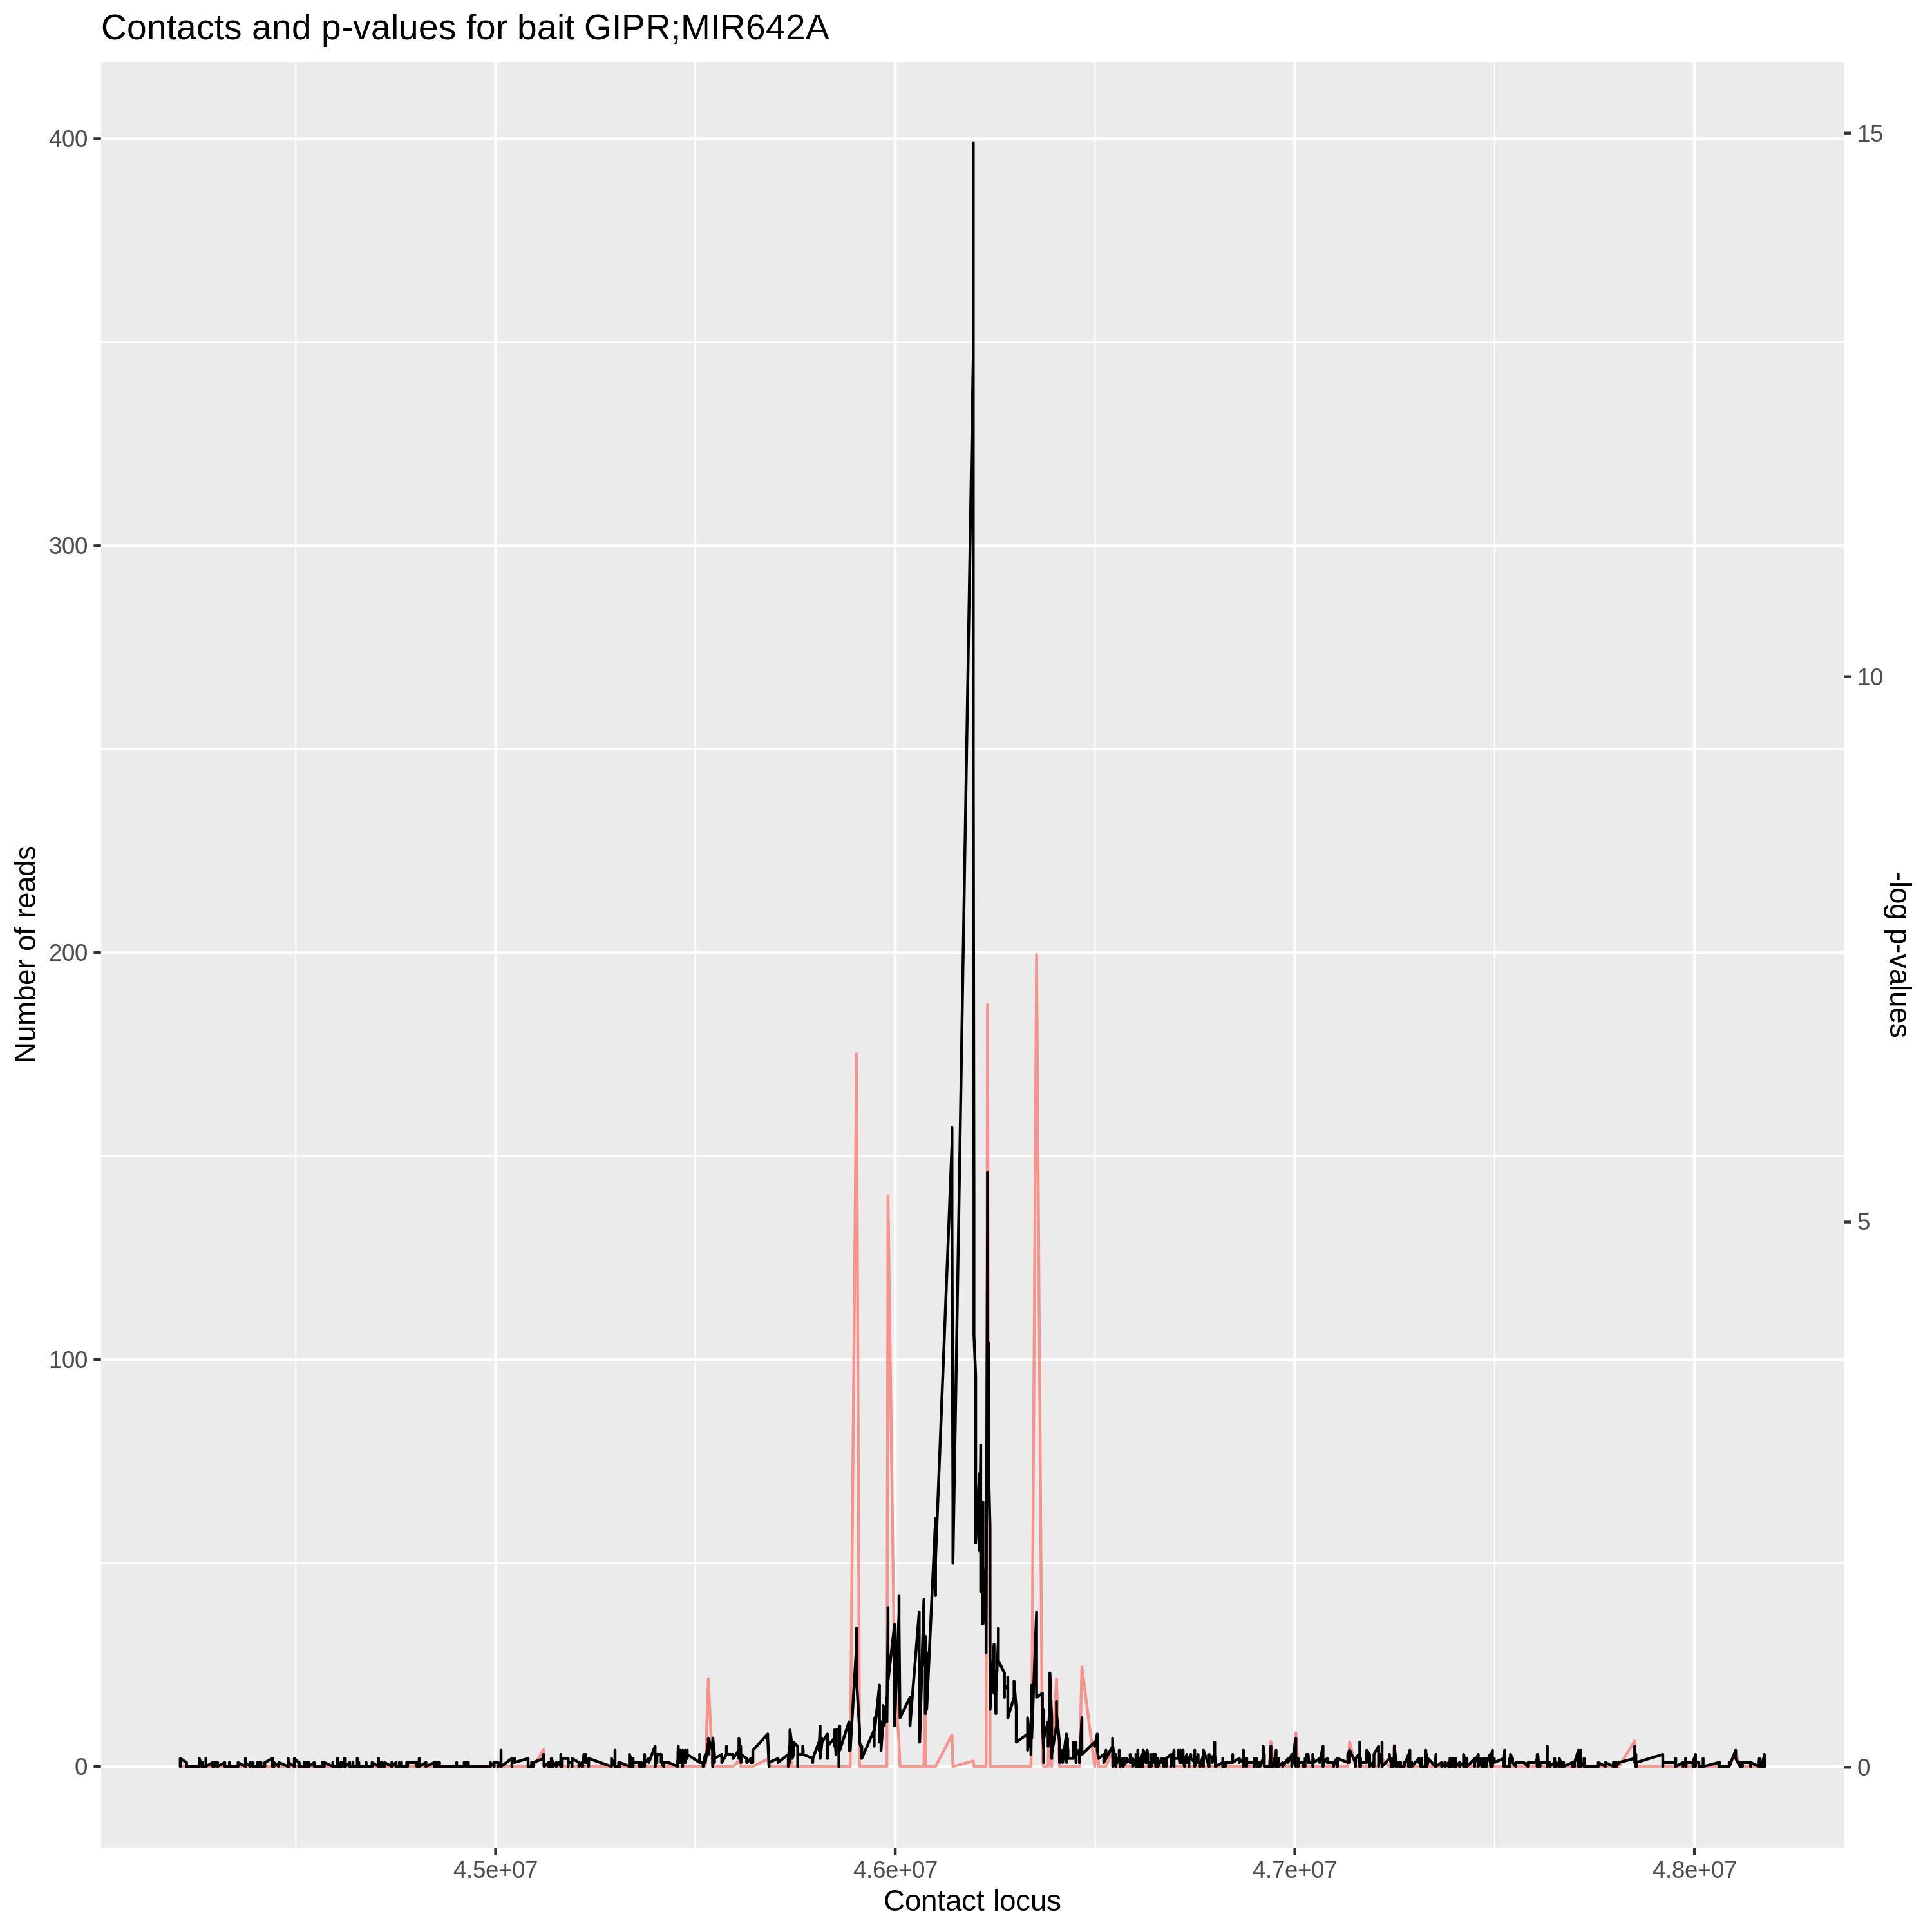 Contacts and p-values for bait GIPR;MIR642A
400
300
200
100
0
Number of reads
15
10
5
0
-log p-values
4.5e+07
4.6e+07
4.7e+07
4.8e+07
Contact locus